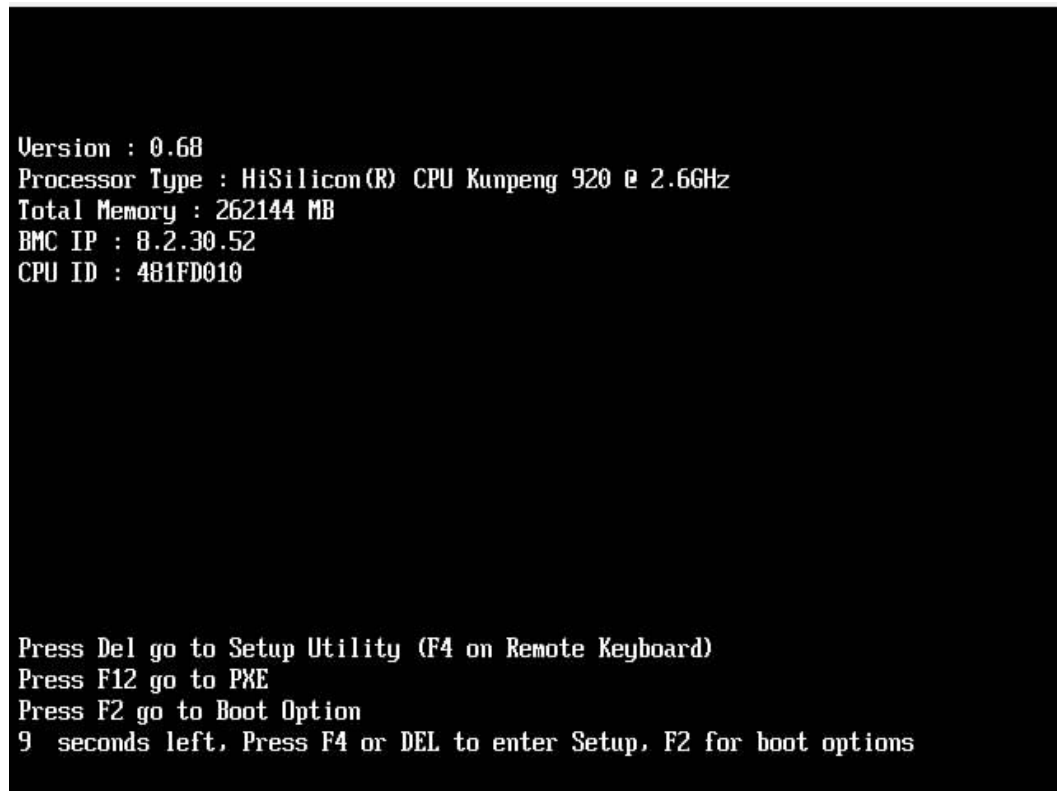 Version : 0.68
Processor Type : HiSilicon(R) CPU Kunpeng 920 @ 2.6GHz
Total Memory : 262144 MB
BMC IP : 8.2.30.52
CPU ID : 481FD010
Press Del go to Setup Utility (F4 on Remote Keyboard)
Press F12 go to PXE
Press F2 go to Boot Option
9  seconds left, Press F4 or DEL to enter Setup, F2 for boot options